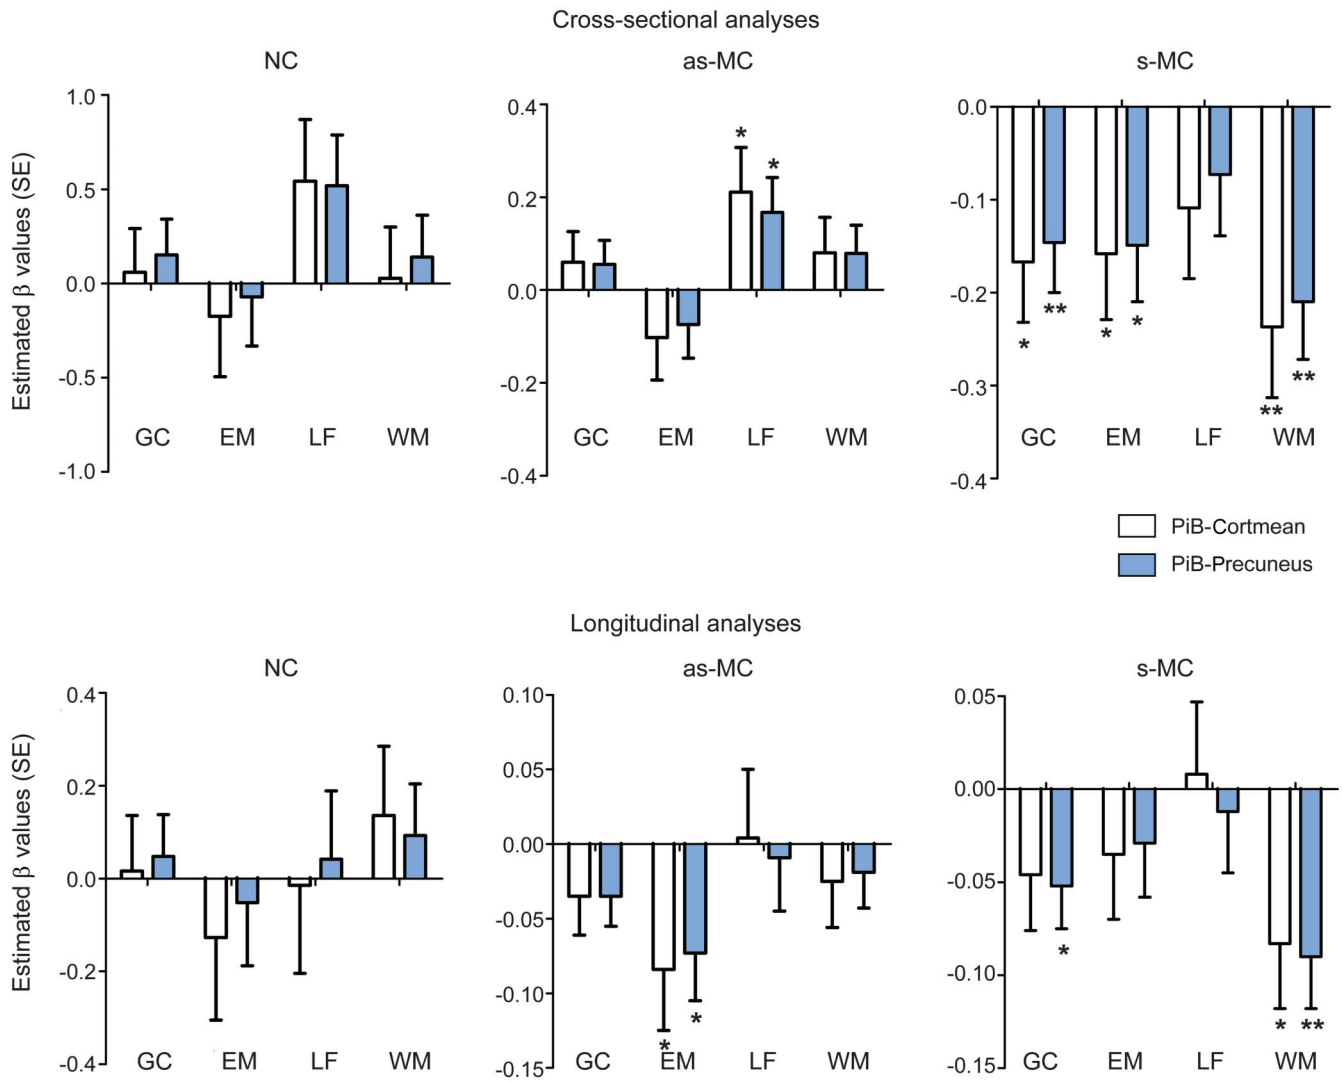 Cross-sectional analyses
NC
as-MC
s-MC
Estimated β values (SE)
1.0
0.5
0.0
-0.5
-1.0
GC EM LF WM
0.4
0.2
0.0
-0.2
-0.4
* *
GC EM LF WM
0.0
-0.1
-0.2
-0.3
-0.4
* ** * * ** **
GC EM LF WM
PiB-Cortmean
PiB-Precuneus
Longitudinal analyses
NC
as-MC
s-MC
Estimated β values (SE)
0.4
0.2
0.0
-0.2
-0.4
GC EM LF WM
0.10
0.05
0.00
-0.05
-0.10
-0.15
* *
GC EM LF WM
0.05
0.00
-0.05
-0.10
-0.15
* * **
GC EM LF WM